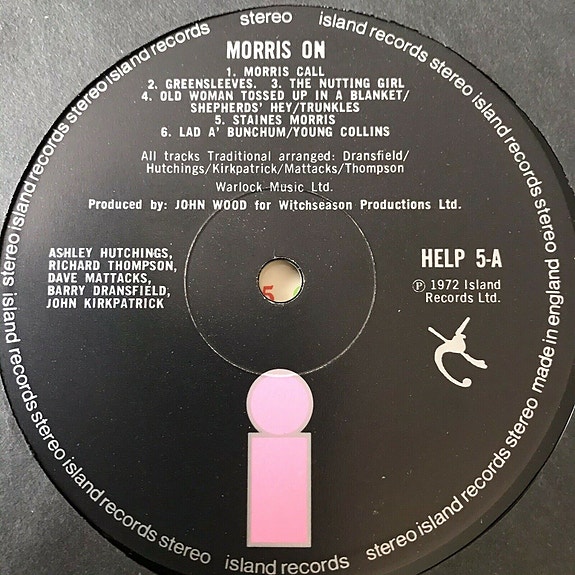 MORRIS ON
1. MORRIS CALL
2. GREENSLEEVES. 3. THE NUTTING GIRL
4. OLD WOMAN TOSSED UP IN A BLANKET/
SHEPHERDS' HEY/TRUNKLES
5. STAINES MORRIS
6. LAD A' BUNCHUM/YOUNG COLLINS
All tracks Traditional arranged: Dransfield/
Hutchings/Kirkpatrick/Mattacks/Thompson
Warlock Music Ltd.
Produced by: JOHN WOOD for Witchseason Productions Ltd.
ASHLEY HUTCHINGS,
RICHARD THOMPSON,
DAVE MATTACKS,
BARRY DRANSFIELD,
JOHN KIRKPATRICK
HELP 5-A
Ⓟ 1972 Island
Records Ltd.
5
i
stereo island records stereo island records stereo made in england stereo island records stereo island records stereo island records stereo island records stereo island records stereo island records